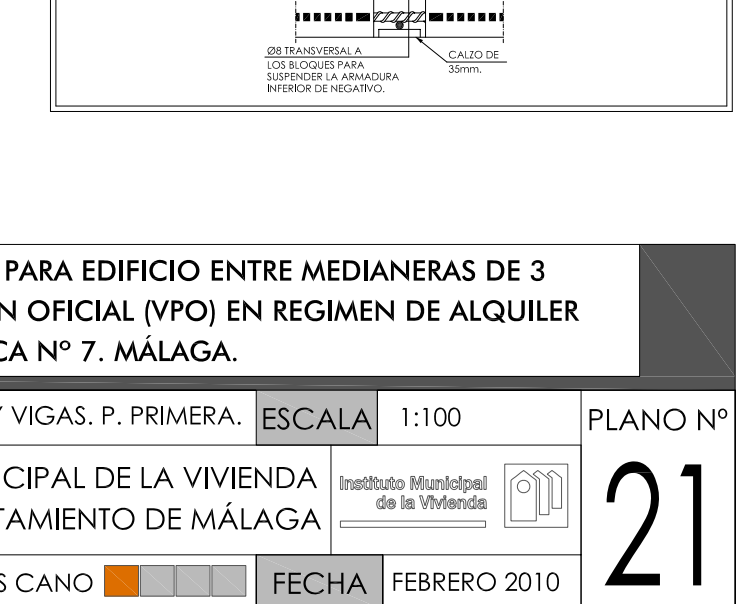 Ø8 TRANSVERSAL A
LOS BLOQUES PARA
SUSPENDER LA ARMADURA
INFERIOR DE NEGATIVO.
CALZO DE
35mm.
PARA EDIFICIO ENTRE MEDIANERAS DE 3
N OFICIAL (VPO) EN REGIMEN DE ALQUILER
CA Nº 7. MÁLAGA.
Y VIGAS. P. PRIMERA.
ESCALA
1:100
PLANO Nº
21
CIPAL DE LA VIVIENDA
TAMIENTO DE MÁLAGA
Instituto Municipal
de la Vivienda
S CANO
FECHA
FEBRERO 2010